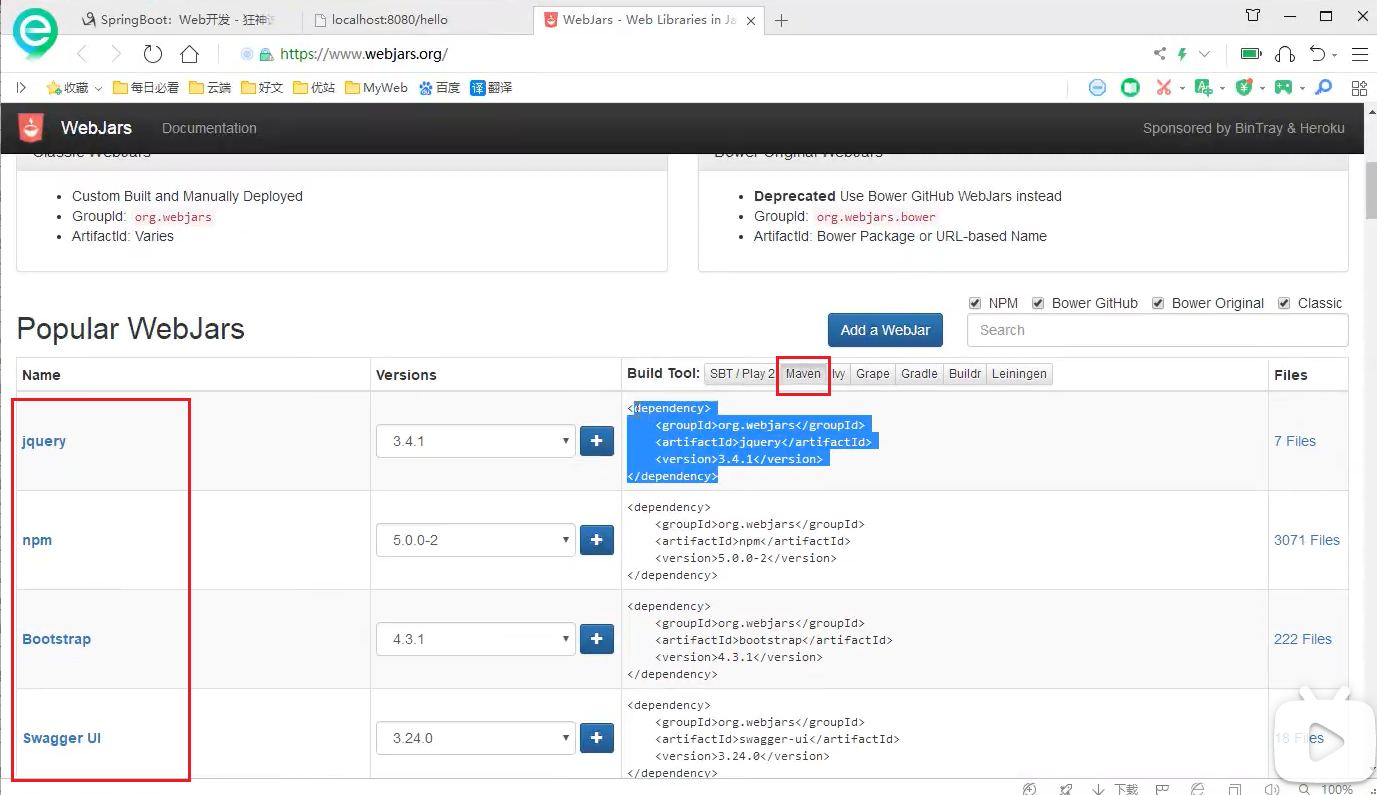 SpringBoot：Web开发 - 狂神
localhost:8080/hello
WebJars - Web Libraries in Ja
https://www.webjars.org/
收藏
每日必看
云端
好文
优站
MyWeb
百度
译 翻译
WebJars
Documentation
Sponsored by BinTray & Heroku
Classic WebJars
Bower Original WebJars
Custom Built and Manually Deployed
GroupId: org.webjars
ArtifactId: Varies
Deprecated Use Bower GitHub WebJars instead
GroupId: org.webjars.bower
ArtifactId: Bower Package or URL-based Name
NPM
Bower GitHub
Bower Original
Classic
Popular WebJars
Add a WebJar
Search
Name
Versions
Build Tool:
SBT / Play 2
Maven
Ivy
Grape
Gradle
Buildr
Leiningen
Files
jquery
3.4.1
<dependency>
<groupId>org.webjars</groupId>
<artifactId>jquery</artifactId>
<version>3.4.1</version>
</dependency>
7 Files
npm
5.0.0-2
<dependency>
<groupId>org.webjars</groupId>
<artifactId>npm</artifactId>
<version>5.0.0-2</version>
</dependency>
3071 Files
Bootstrap
4.3.1
<dependency>
<groupId>org.webjars</groupId>
<artifactId>bootstrap</artifactId>
<version>4.3.1</version>
</dependency>
222 Files
Swagger UI
3.24.0
<dependency>
<groupId>org.webjars</groupId>
<artifactId>swagger-ui</artifactId>
<version>3.24.0</version>
</dependency>
18 Files
下载
100%